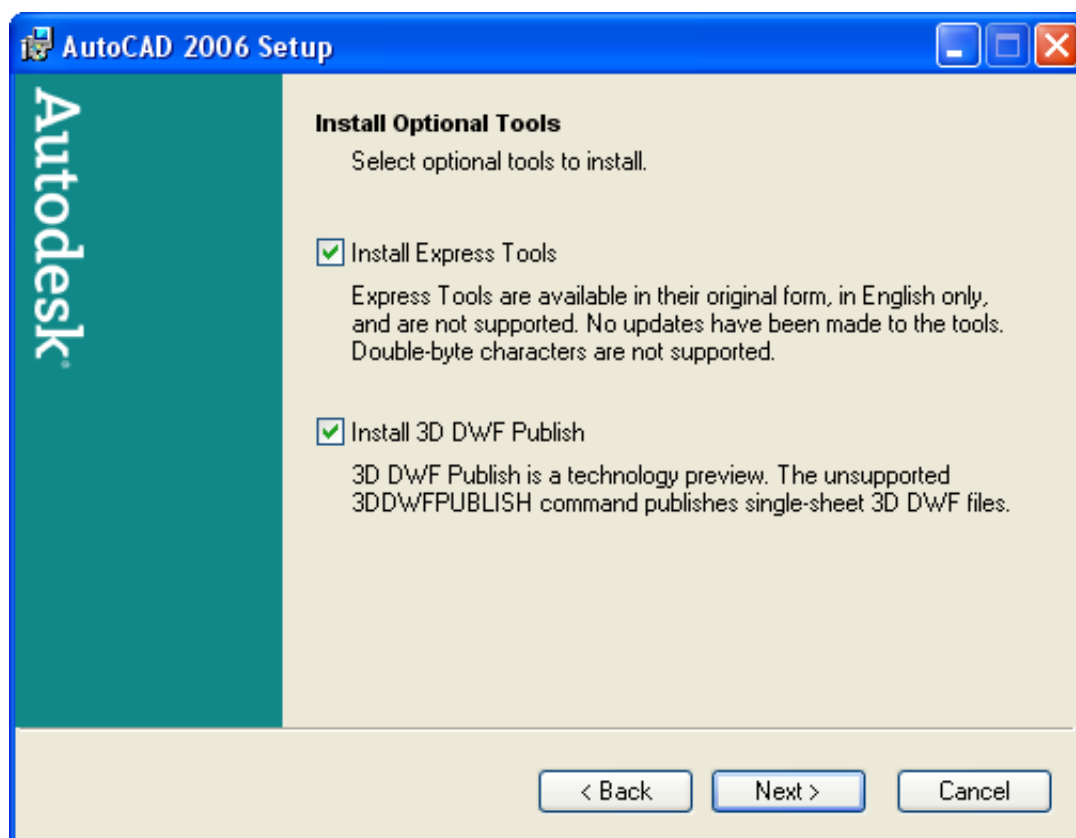 AutoCAD 2006 Setup
Autodesk
Install Optional Tools
Select optional tools to install.
Install Express Tools
Express Tools are available in their original form, in English only,
and are not supported. No updates have been made to the tools.
Double-byte characters are not supported.
Install 3D DWF Publish
3D DWF Publish is a technology preview. The unsupported
3DDWFPUBLISH command publishes single-sheet 3D DWF files.
< Back
Next >
Cancel